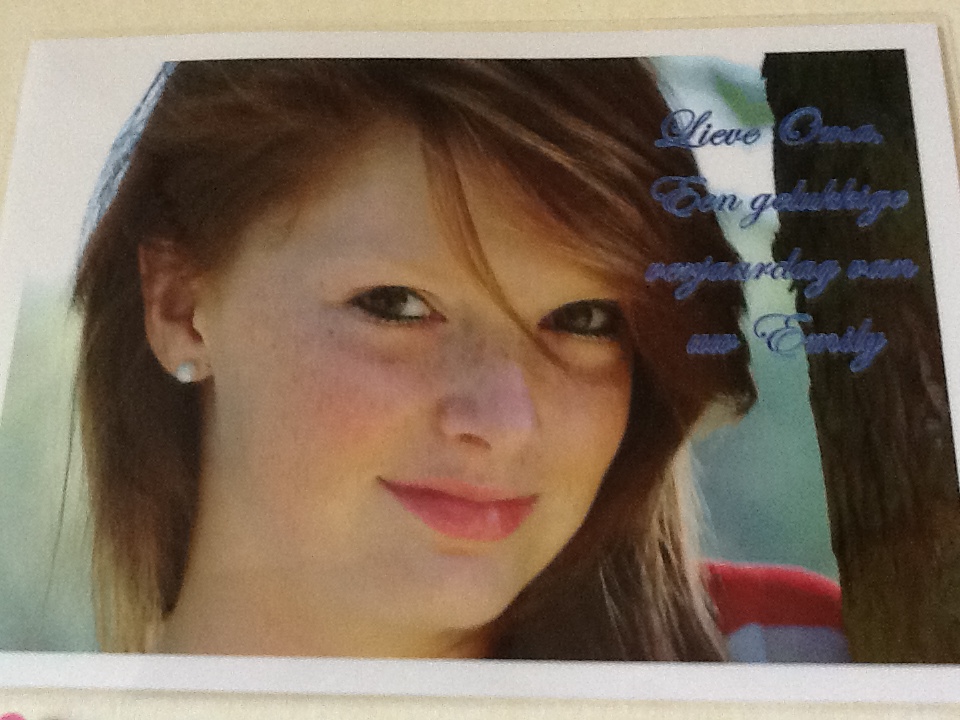 Lieve Oma.
Een gelukkige
verjaardag van
uw Emily